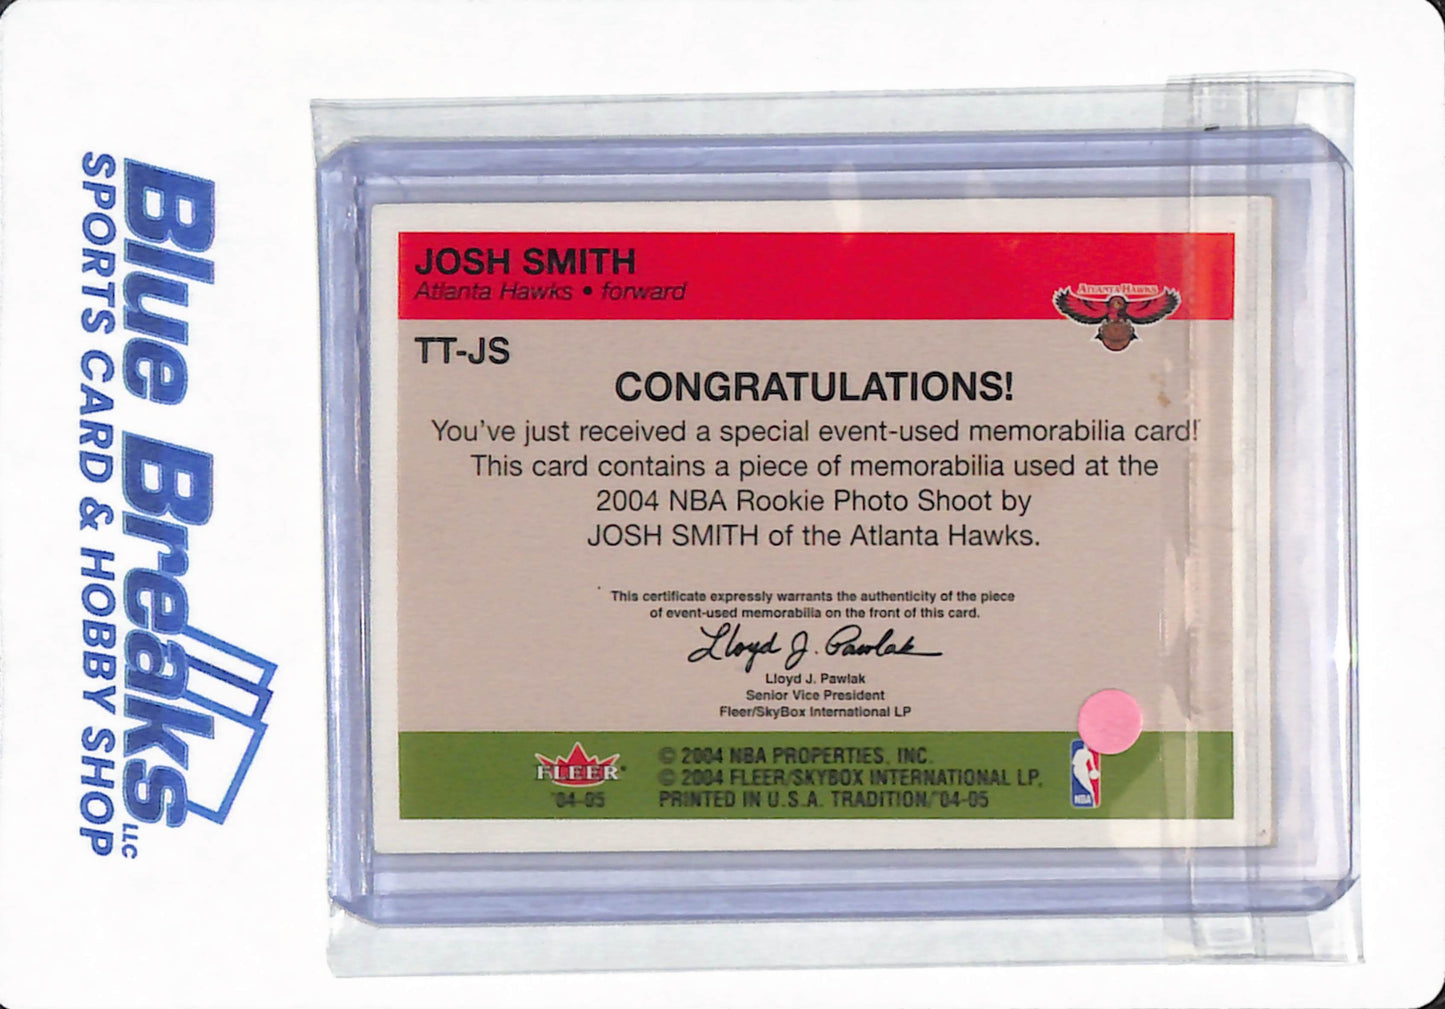 Blue Breaks LLC
SPORTS CARD & HOBBY SHOP
JOSH SMITH
Atlanta Hawks • forward
ATLANTA HAWKS
TT-JS
CONGRATULATIONS!
You've just received a special event-used memorabilia card!
This card contains a piece of memorabilia used at the
2004 NBA Rookie Photo Shoot by
JOSH SMITH of the Atlanta Hawks.
This certificate expressly warrants the authenticity of the piece
of event-used memorabilia on the front of this card.
Lloyd J. Pawlak
Lloyd J. Pawlak
Senior Vice President
Fleer/SkyBox International LP
FLEER
'04-05
© 2004 NBA PROPERTIES, INC.
© 2004 FLEER/SKYBOX INTERNATIONAL LP.
PRINTED IN U.S.A. TRADITION/'04-05
NBA